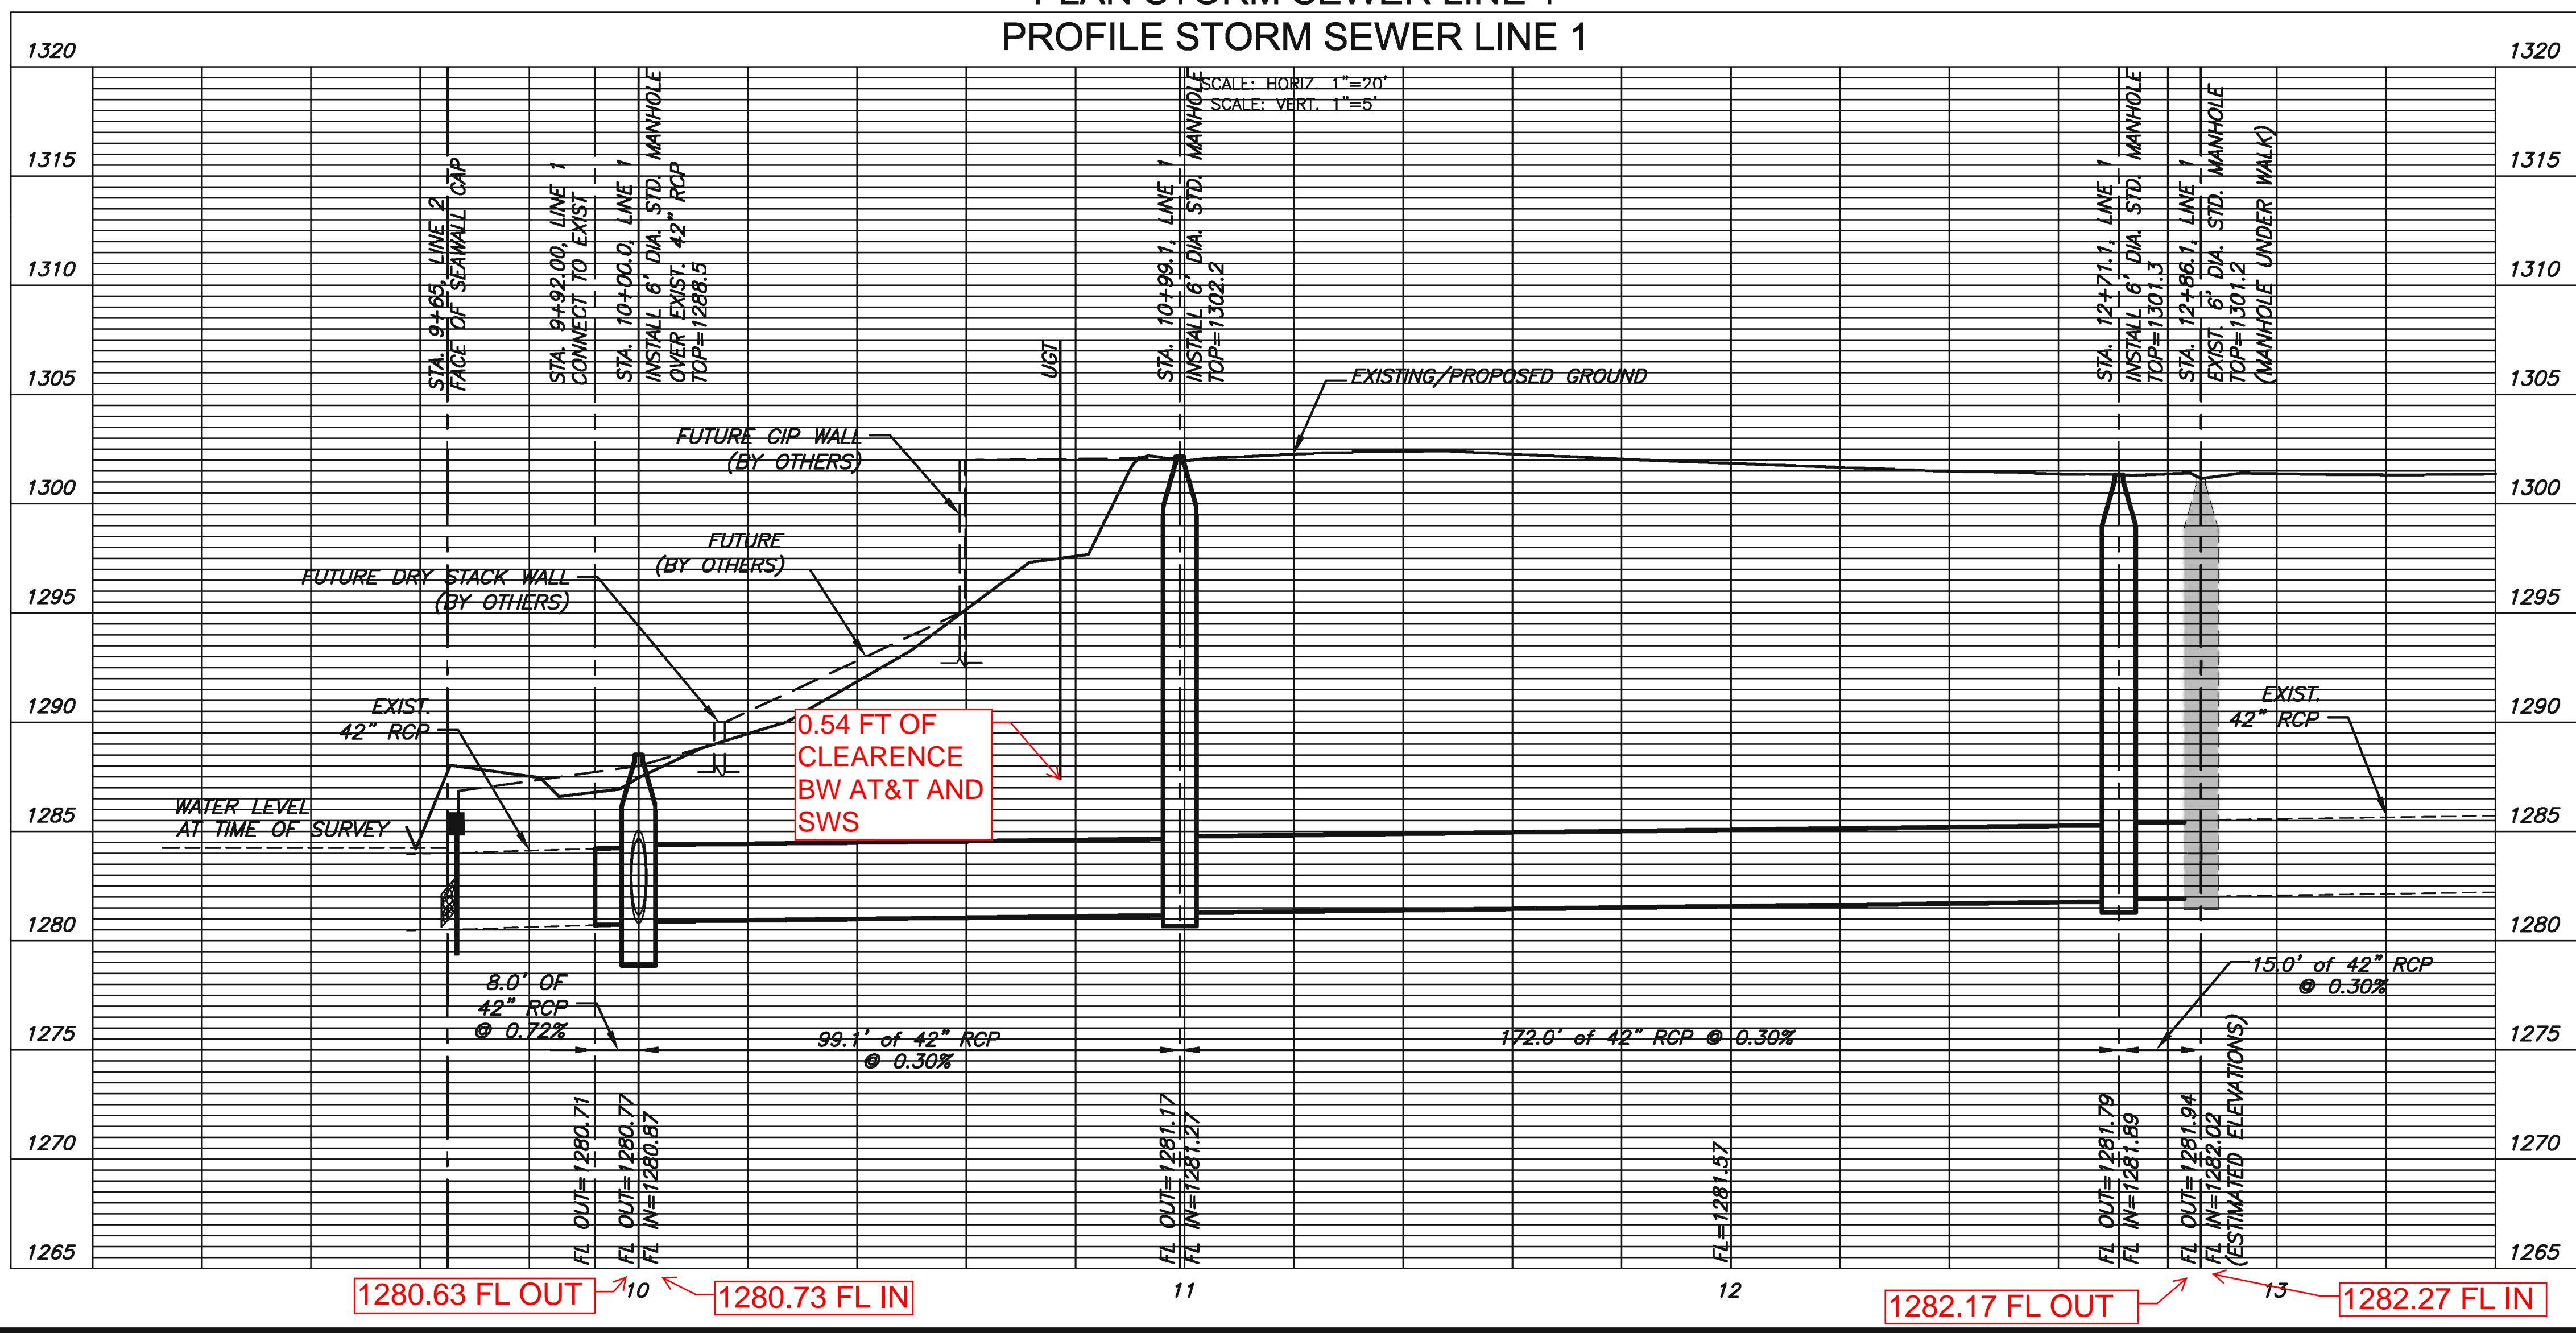 PLAN STORM SEWER LINE 1
PROFILE STORM SEWER LINE 1
1320
1320
SCALE: HORIZ. 1"=20'
SCALE: VERT. 1"=5'
1315
1315
1310
1310
1305
1305
1300
1300
1295
1295
1290
1290
1285
1285
1280
1280
1275
1275
1270
1270
1265
1265
STA. 9+65, LINE 2
FACE OF SEAWALL CAP
STA. 9+92.00, LINE 1
CONNECT TO EXIST
STA. 10+00.0, LINE 1
INSTALL 6' DIA. STD. MANHOLE
OVER EXIST. 42" RCP
TOP=1288.5
UGT
STA. 10+99.1, LINE 1
INSTALL 6' DIA. STD. MANHOLE
TOP=1302.2
STA. 12+71.1, LINE 1
INSTALL 6' DIA. STD. MANHOLE
TOP=1301.3
STA. 12+86.1, LINE 1
EXIST. 6' DIA. STD. MANHOLE
TOP=1301.2
(MANHOLE UNDER WALK)
EXISTING/PROPOSED GROUND
FUTURE CIP WALL
(BY OTHERS)
FUTURE
(BY OTHERS)
FUTURE DRY STACK WALL
(BY OTHERS)
EXIST.
42" RCP
0.54 FT OF
CLEARENCE
BW AT&T AND
SWS
EXIST.
42" RCP
WATER LEVEL
AT TIME OF SURVEY
8.0' OF
42" RCP
@ 0.72%
99.1' of 42" RCP
@ 0.30%
172.0' of 42" RCP @ 0.30%
15.0' of 42" RCP
@ 0.30%
FL OUT=1280.71
FL OUT=1280.77
FL IN=1280.87
FL OUT=1281.17
FL IN=1281.27
FL=1281.57
FL OUT=1281.79
FL IN=1281.89
FL OUT=1281.94
FL IN=1282.02
(ESTIMATED ELEVATIONS)
10
11
12
13
1280.63 FL OUT
1280.73 FL IN
1282.17 FL OUT
1282.27 FL IN